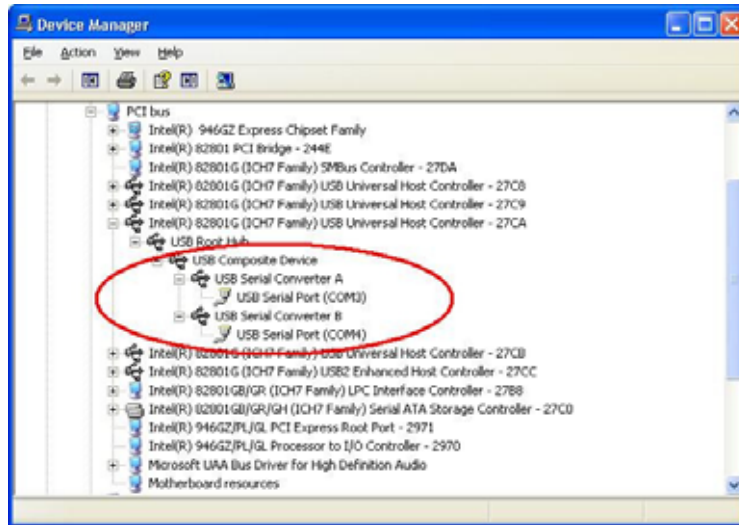 Device Manager
File Action View Help
PCI bus
Intel(R) 946GZ Express Chipset Family
Intel(R) 82801 PCI Bridge - 244E
Intel(R) 82801G (ICH7 Family) SMBus Controller - 27DA
Intel(R) 82801G (ICH7 Family) USB Universal Host Controller - 27C8
Intel(R) 82801G (ICH7 Family) USB Universal Host Controller - 27C9
Intel(R) 82801G (ICH7 Family) USB Universal Host Controller - 27CA
USB Root Hub
USB Composite Device
USB Serial Converter A
USB Serial Port (COM3)
USB Serial Converter B
USB Serial Port (COM4)
Intel(R) 82801G (ICH7 Family) USB Universal Host Controller - 27CB
Intel(R) 82801G (ICH7 Family) USB2 Enhanced Host Controller - 27CC
Intel(R) 82801GB/GR (ICH7 Family) LPC Interface Controller - 27B8
Intel(R) 82801GB/GR/GH (ICH7 Family) Serial ATA Storage Controller - 27C0
Intel(R) 946GZ/PL/GL PCI Express Root Port - 2971
Intel(R) 946GZ/PL/GL Processor to I/O Controller - 2970
Microsoft UAA Bus Driver for High Definition Audio
Motherboard resources